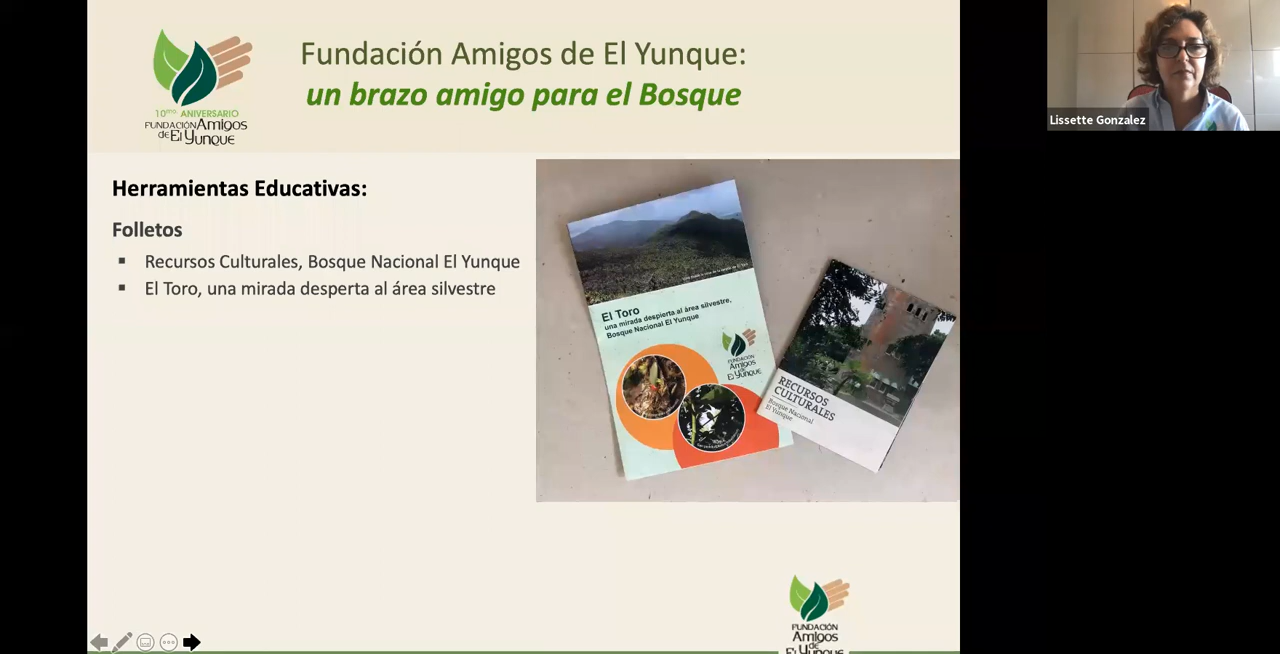 10mo ANIVERSARIO
FUNDACIÓN Amigos
de El Yunque
Fundación Amigos de El Yunque:
un brazo amigo para el Bosque
Lissette Gonzalez
Herramientas Educativas:
Folletos
▪ Recursos Culturales, Bosque Nacional El Yunque
▪ El Toro, una mirada desperta al área silvestre
El Toro
una mirada despierta al área silvestre,
Bosque Nacional El Yunque
FUNDACIÓN
Amigos
de
El Yunque
RECURSOS
CULTURALES
Bosque Nacional
El Yunque
FUNDACIÓN
Amigos
de
El Yunque